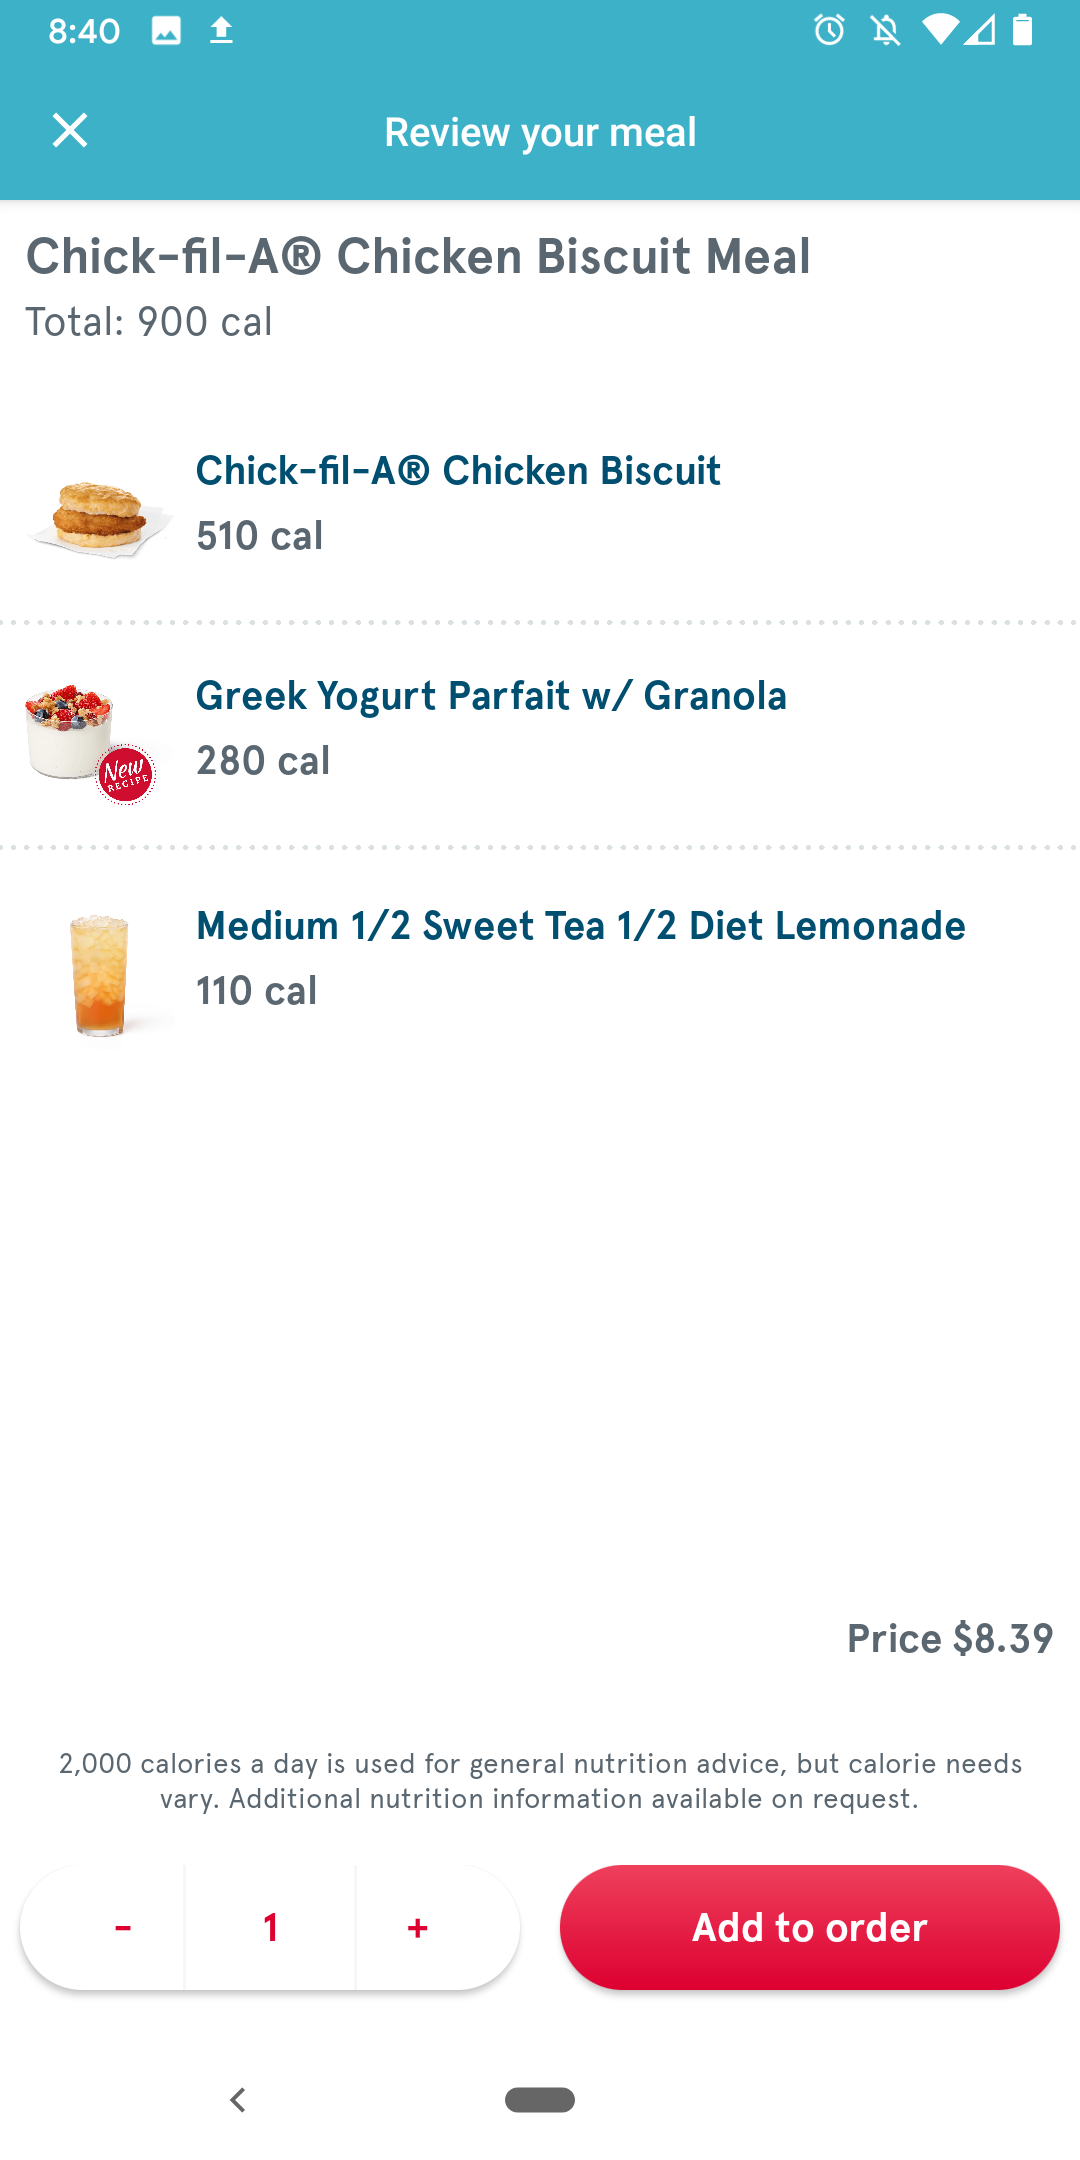 8:40
Review your meal
Chick-fil-A® Chicken Biscuit Meal
Total: 900 cal
Chick-fil-A® Chicken Biscuit
510 cal
Greek Yogurt Parfait w/ Granola
280 cal
New
RECIPE
Medium 1/2 Sweet Tea 1/2 Diet Lemonade
110 cal
Price $8.39
2,000 calories a day is used for general nutrition advice, but calorie needs
vary. Additional nutrition information available on request.
- 1 +
Add to order